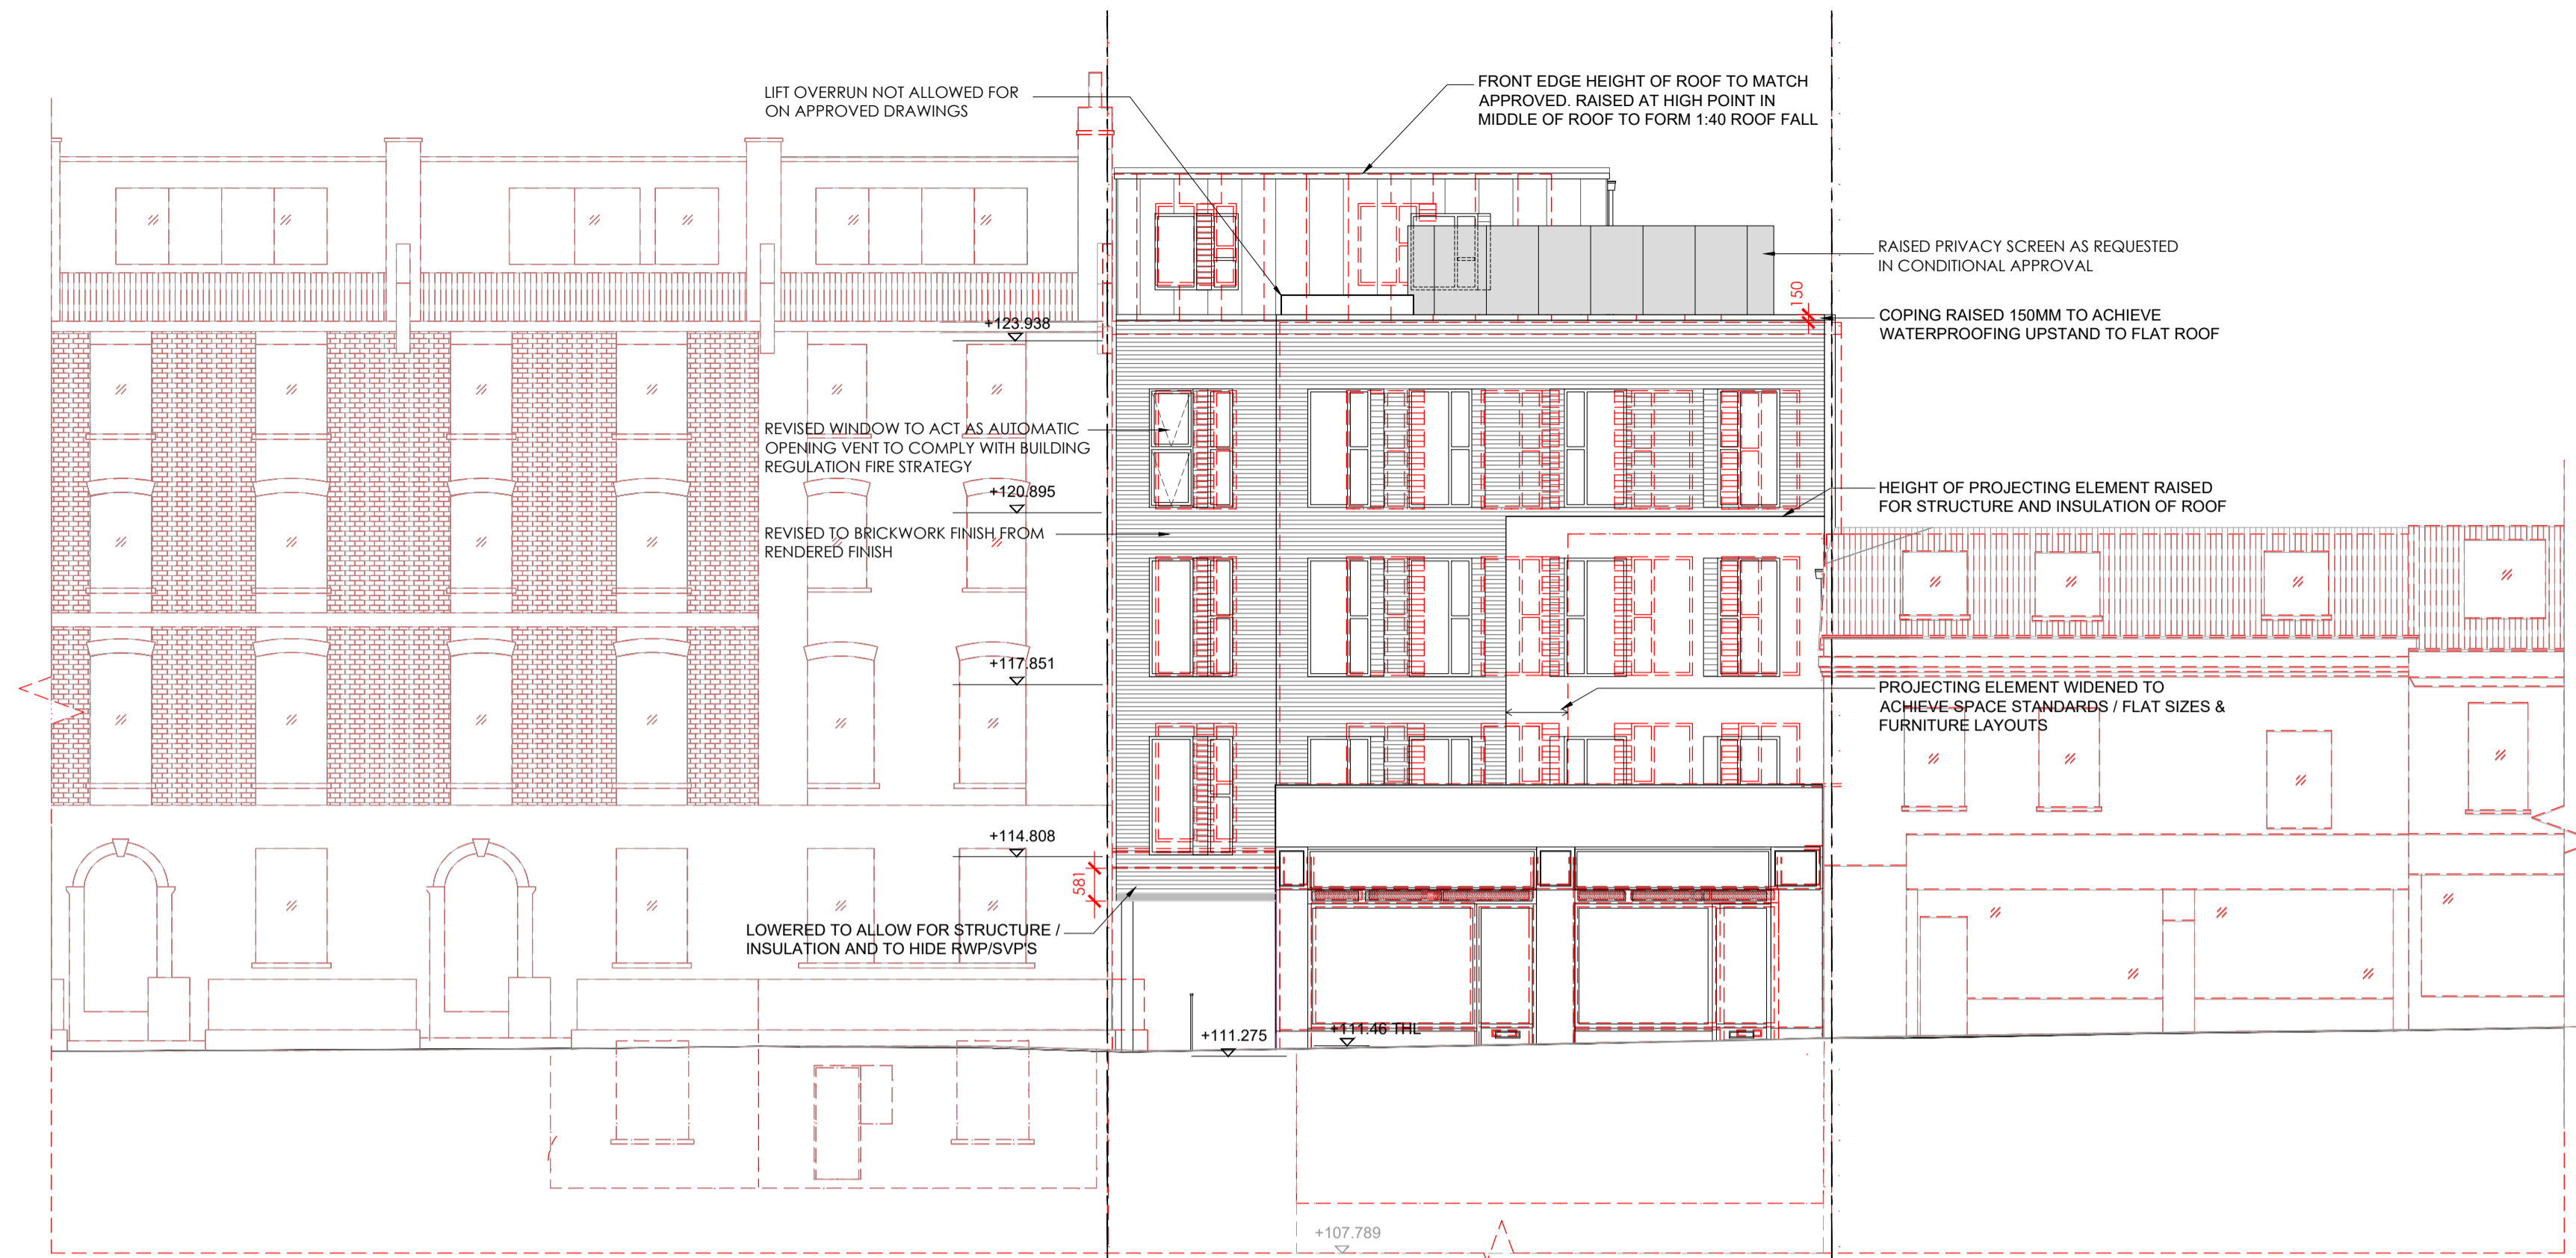 LIFT OVERRUN NOT ALLOWED FOR
ON APPROVED DRAWINGS
FRONT EDGE HEIGHT OF ROOF TO MATCH
APPROVED. RAISED AT HIGH POINT IN
MIDDLE OF ROOF TO FORM 1:40 ROOF FALL
RAISED PRIVACY SCREEN AS REQUESTED
IN CONDITIONAL APPROVAL
150
COPING RAISED 150MM TO ACHIEVE
WATERPROOFING UPSTAND TO FLAT ROOF
+123.938
REVISED WINDOW TO ACT AS AUTOMATIC
OPENING VENT TO COMPLY WITH BUILDING
REGULATION FIRE STRATEGY
+120.895
HEIGHT OF PROJECTING ELEMENT RAISED
FOR STRUCTURE AND INSULATION OF ROOF
REVISED TO BRICKWORK FINISH FROM
RENDERED FINISH
+117.851
PROJECTING ELEMENT WIDENED TO
ACHIEVE SPACE STANDARDS / FLAT SIZES &
FURNITURE LAYOUTS
+114.808
581
LOWERED TO ALLOW FOR STRUCTURE /
INSULATION AND TO HIDE RWP/SVP'S
+111.275
+111.46 THL
+107.789